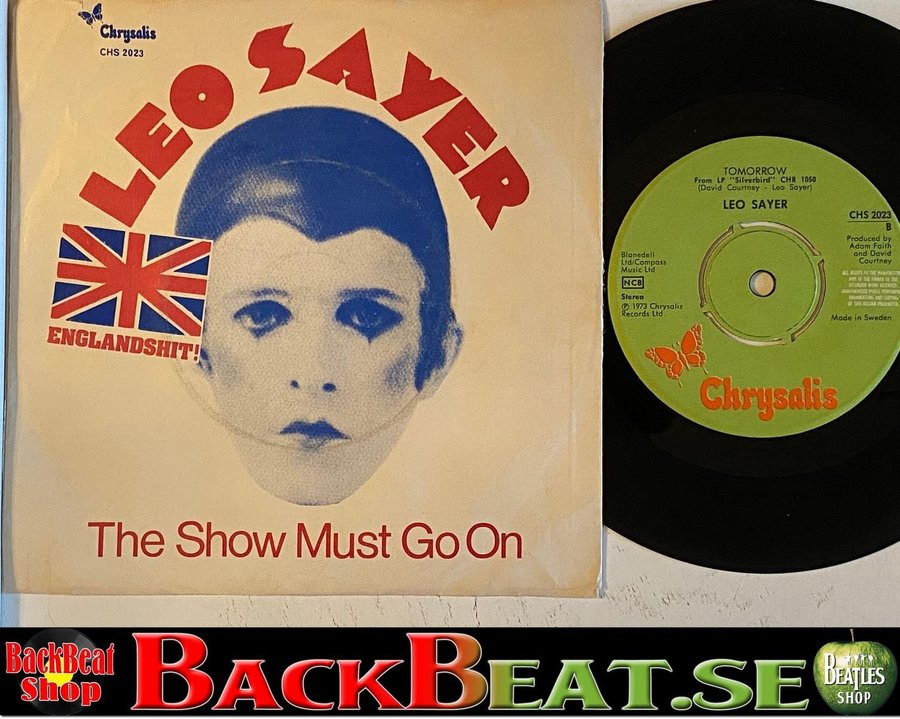 Chrysalis
CHS 2023
LEO SAYER
ENGLANDSHIT!
The Show Must Go On
TOMORROW
From LP "Silverbird" CHR 1050
(David Courtney - Leo Sayer)
LEO SAYER
CHS 2023
B
Produced by
Adam Faith
and David
Courtney
Blanedell
Ltd/Compass
Music Ltd
NCB
Stereo
℗ 1973 Chrysalis
Records Ltd
Made in Sweden
Chrysalis
BackBeat
Shop
BACKBEAT.SE
BEATLES
SHOP